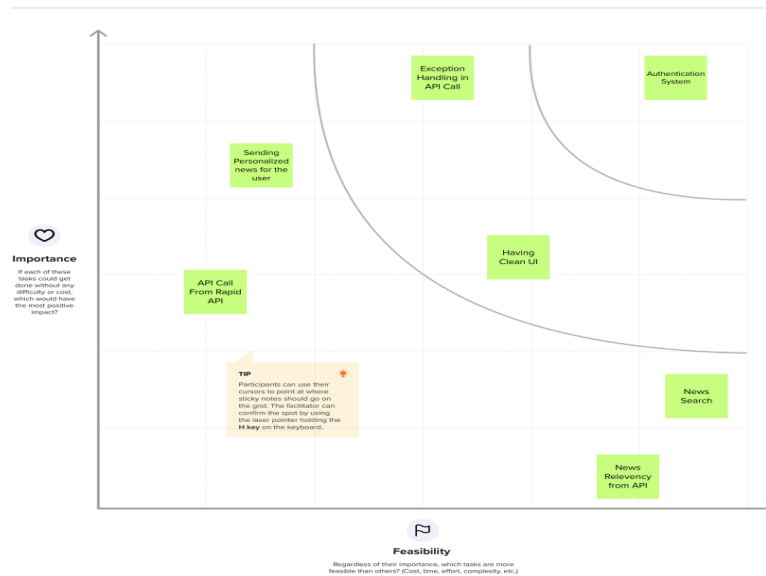 Exception
Handling in
API Call
Authentication
System
Sending
Personalized
news for the
user
Having
Clean UI
Importance
If each of these
tasks could get
done without any
difficulty or cost,
which would have
the most positive
impact?
API Call
From Rapid
API
TIP
Participants can use their
cursors to point at where
sticky notes should go on
the grid. The facilitator can
confirm the spot by using
the laser pointer holding the
H key on the keyboard.
News
Search
News
Relevency
from API
Feasibility
Regardless of their importance, which tasks are more
feasible than others? (Cost, time, effort, complexity, etc.)